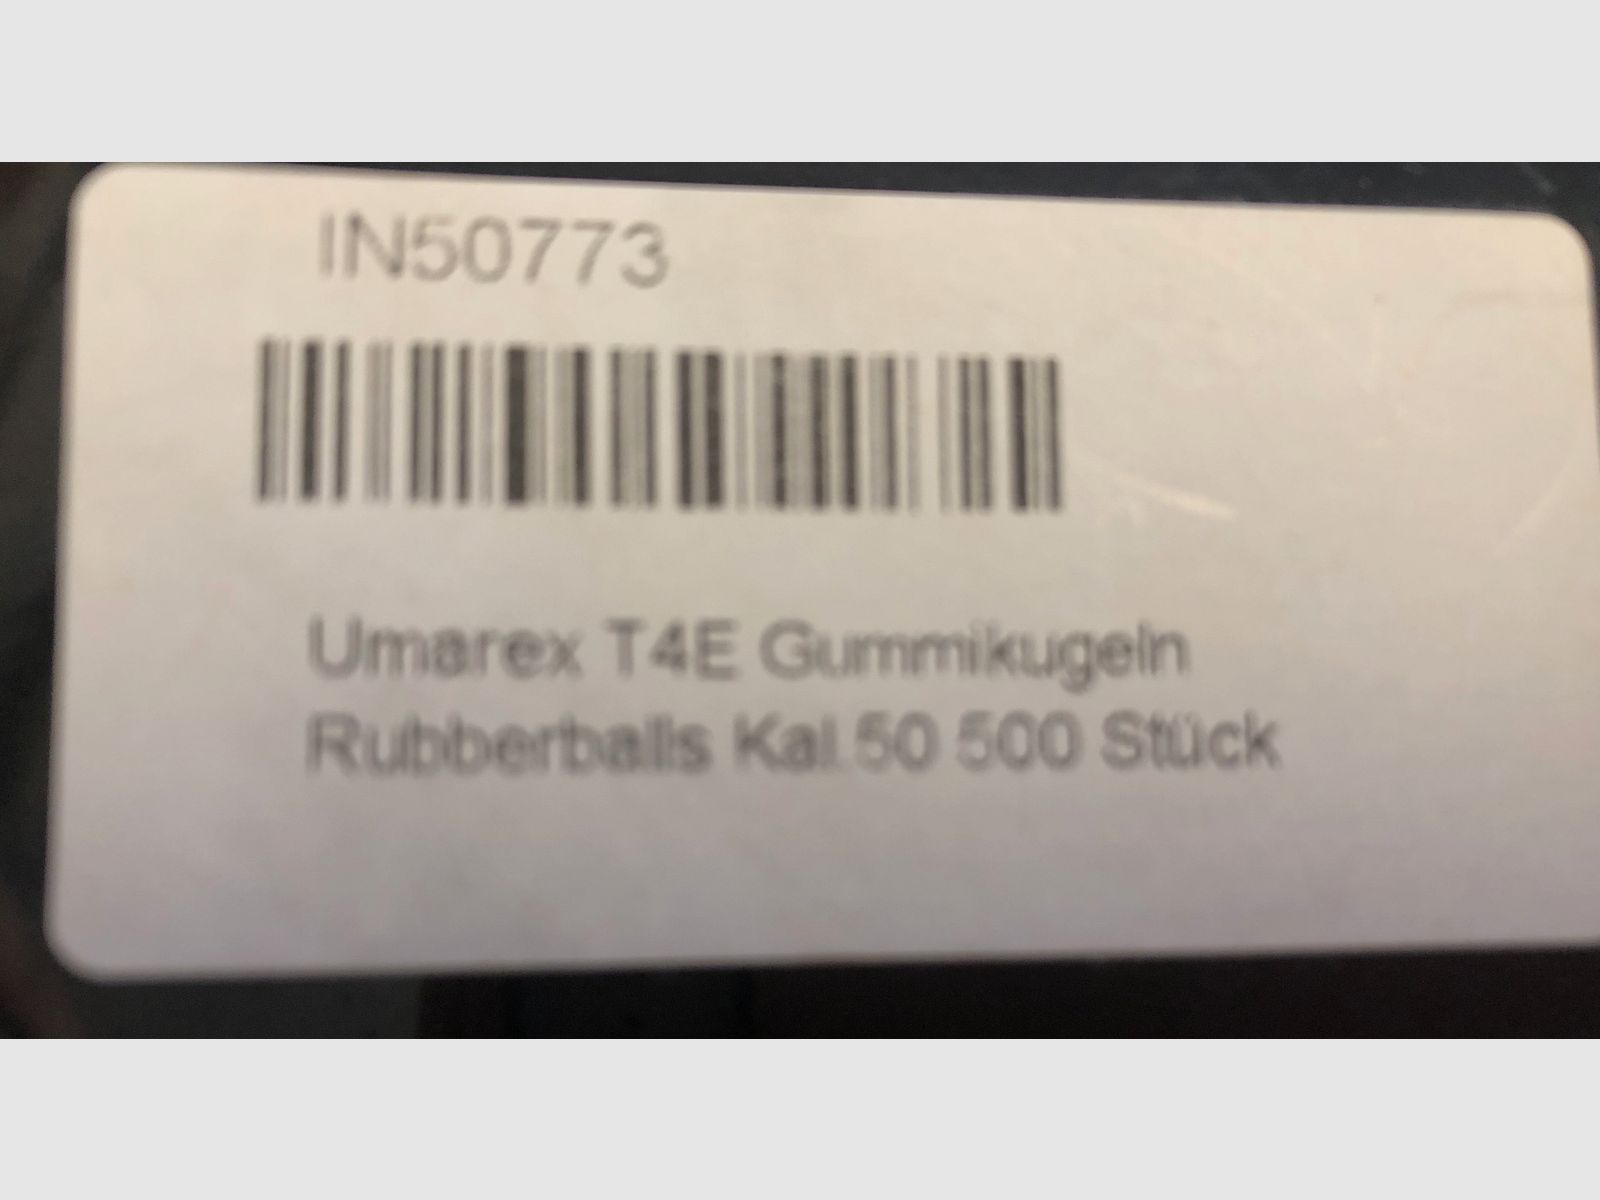 IN50773
Umarex T4E Gummikugeln
Rubberballs Kal.50 500 Stück